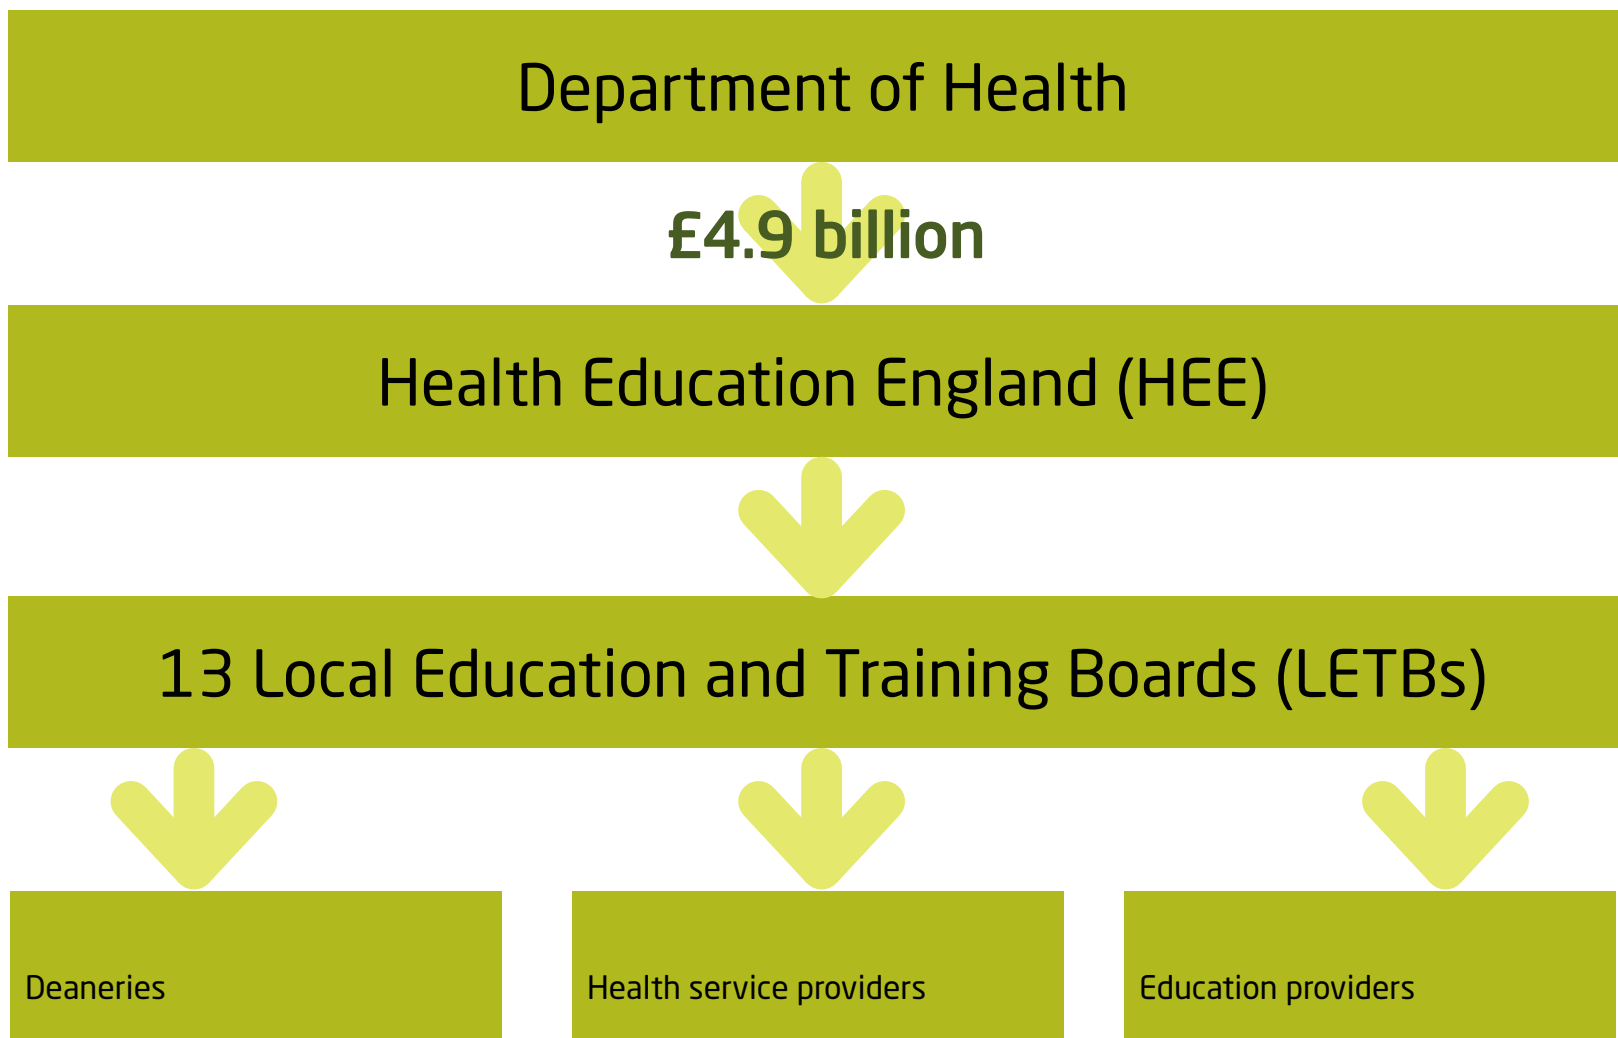 Department of Health
£4.9 billion
Health Education England (HEE)
13 Local Education and Training Boards (LETBs)
Deaneries
Health service providers
Education providers